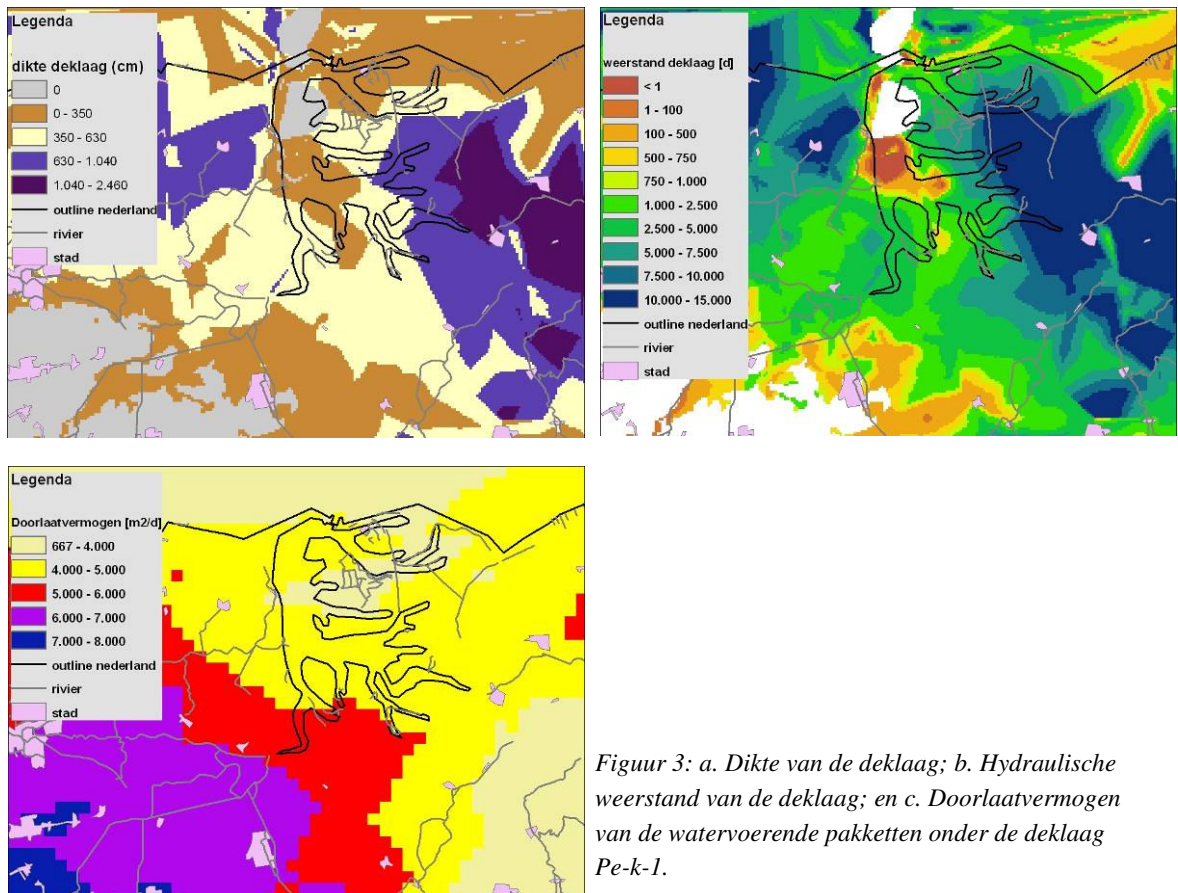 Legenda
dikte deklaag (cm)
0
0 - 350
350 - 630
630 - 1.040
1.040 - 2.460
outline nederland
rivier
stad
Legenda
weerstand deklaag [d]
< 1
1 - 100
100 - 500
500 - 750
750 - 1.000
1.000 - 2.500
2.500 - 5.000
5.000 - 7.500
7.500 - 10.000
10.000 - 15.000
outline nederland
rivier
stad
Legenda
Doorlaatvermogen [m2/d]
667 - 4.000
4.000 - 5.000
5.000 - 6.000
6.000 - 7.000
7.000 - 8.000
outline nederland
rivier
stad
Figuur 3: a. Dikte van de deklaag; b. Hydraulische
weerstand van de deklaag; en c. Doorlaatvermogen
van de watervoerende pakketten onder de deklaag
Pe-k-1.